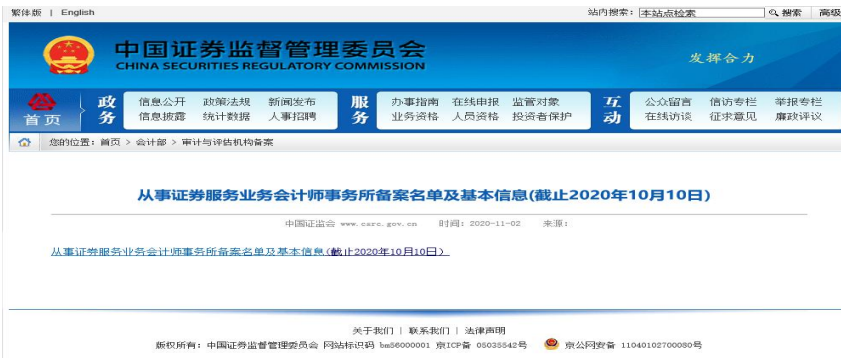 繁体版 | English 站内搜索: 本站点检索 搜索 高级
中国证券监督管理委员会
CHINA SECURITIES REGULATORY COMMISSION
发挥合力
首页
政务
信息公开 政策法规 新闻发布
信息披露 统计数据 人事招聘
服务
办事指南 在线申报 监管对象
业务资格 人员资格 投资者保护
互动
公众留言 信访专栏 举报专栏
在线访谈 征求意见 廉政评议
您的位置: 首页 > 会计部 > 审计与评估机构备案
从事证券服务业务会计师事务所备案名单及基本信息(截止2020年10月10日)
中国证监会 www.csrc.gov.cn 时间: 2020-11-02 来源:
从事证券服务业务会计师事务所备案名单及基本信息(截止2020年10月10日)
关于我们 | 联系我们 | 法律声明
版权所有: 中国证券监督管理委员会 网站标识码 bm56000001 京ICP备 05035542号 京公网安备 11040102700080号